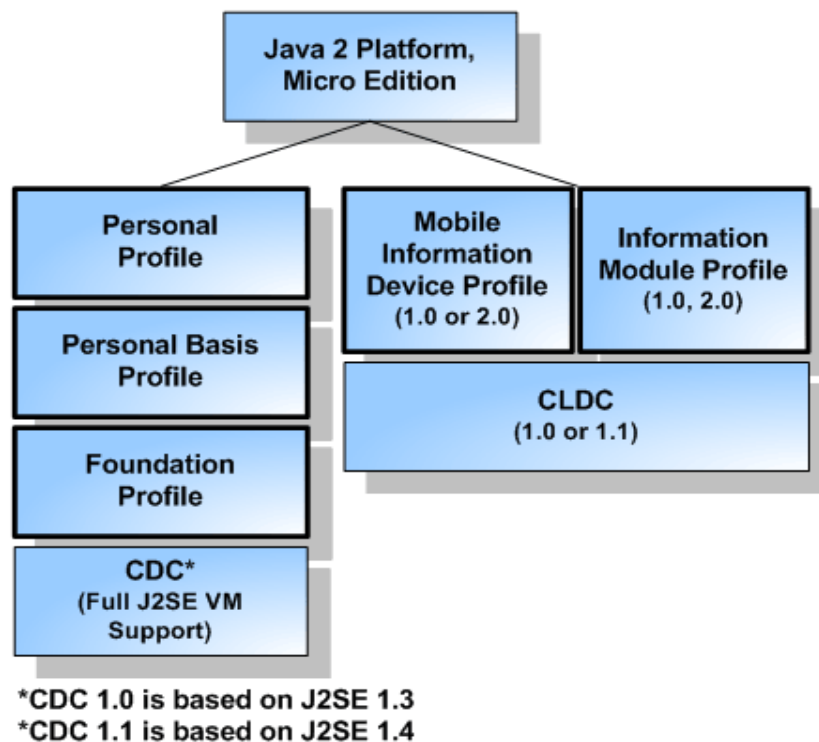 Java 2 Platform,
Micro Edition
Personal
Profile
Personal Basis
Profile
Foundation
Profile
CDC*
(Full J2SE VM
Support)
Mobile
Information
Device Profile
(1.0 or 2.0)
Information
Module Profile
(1.0, 2.0)
CLDC
(1.0 or 1.1)
*CDC 1.0 is based on J2SE 1.3
*CDC 1.1 is based on J2SE 1.4